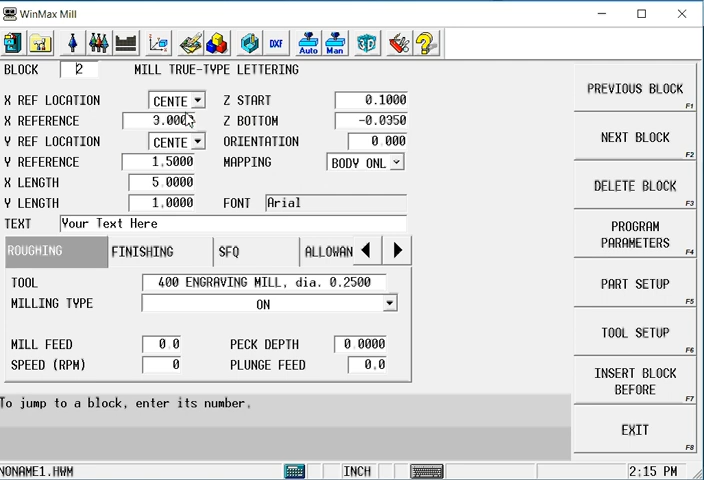 WinMax Mill
DXF Auto Man 3D
BLOCK 2 MILL TRUE-TYPE LETTERING
X REF LOCATION CENTE Z START 0.1000
X REFERENCE 3.000 Z BOTTOM -0.0350
Y REF LOCATION CENTE ORIENTATION 0.000
Y REFERENCE 1.5000 MAPPING BODY ONL
X LENGTH 5.0000
Y LENGTH 1.0000 FONT Arial
TEXT Your Text Here
ROUGHING FINISHING SFQ ALLOWAN
TOOL 400 ENGRAVING MILL, dia. 0.2500
MILLING TYPE ON
MILL FEED 0.0 PECK DEPTH 0.0000
SPEED (RPM) 0 PLUNGE FEED 0.0
To jump to a block, enter its number.
PREVIOUS BLOCK F1
NEXT BLOCK F2
DELETE BLOCK F3
PROGRAM
PARAMETERS F4
PART SETUP F5
TOOL SETUP F6
INSERT BLOCK
BEFORE F7
EXIT F8
NONAME1.HWM INCH 2:15 PM